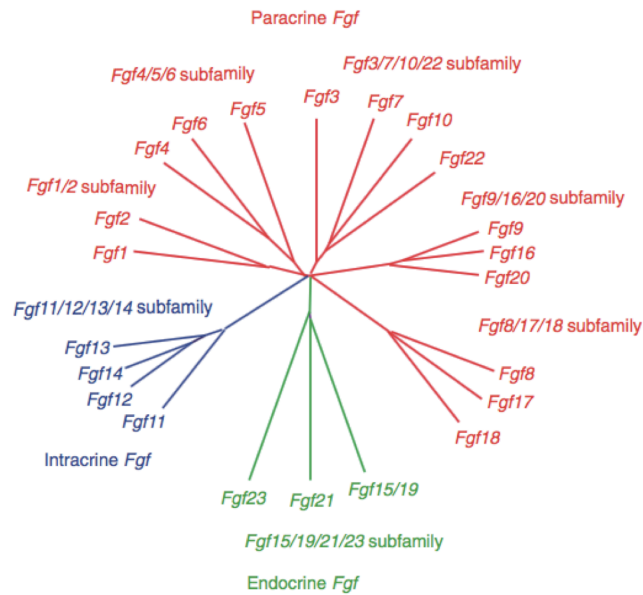 Paracrine Fgf
Fgf4/5/6 subfamily
Fgf3/7/10/22 subfamily
Fgf3
Fgf7
Fgf5
Fgf6
Fgf10
Fgf4
Fgf22
Fgf1/2 subfamily
Fgf9/16/20 subfamily
Fgf2
Fgf9
Fgf1
Fgf16
Fgf20
Fgf11/12/13/14 subfamily
Fgf8/17/18 subfamily
Fgf13
Fgf14
Fgf8
Fgf12
Fgf17
Fgf11
Fgf18
Intracrine Fgf
Fgf15/19
Fgf23
Fgf21
Fgf15/19/21/23 subfamily
Endocrine Fgf